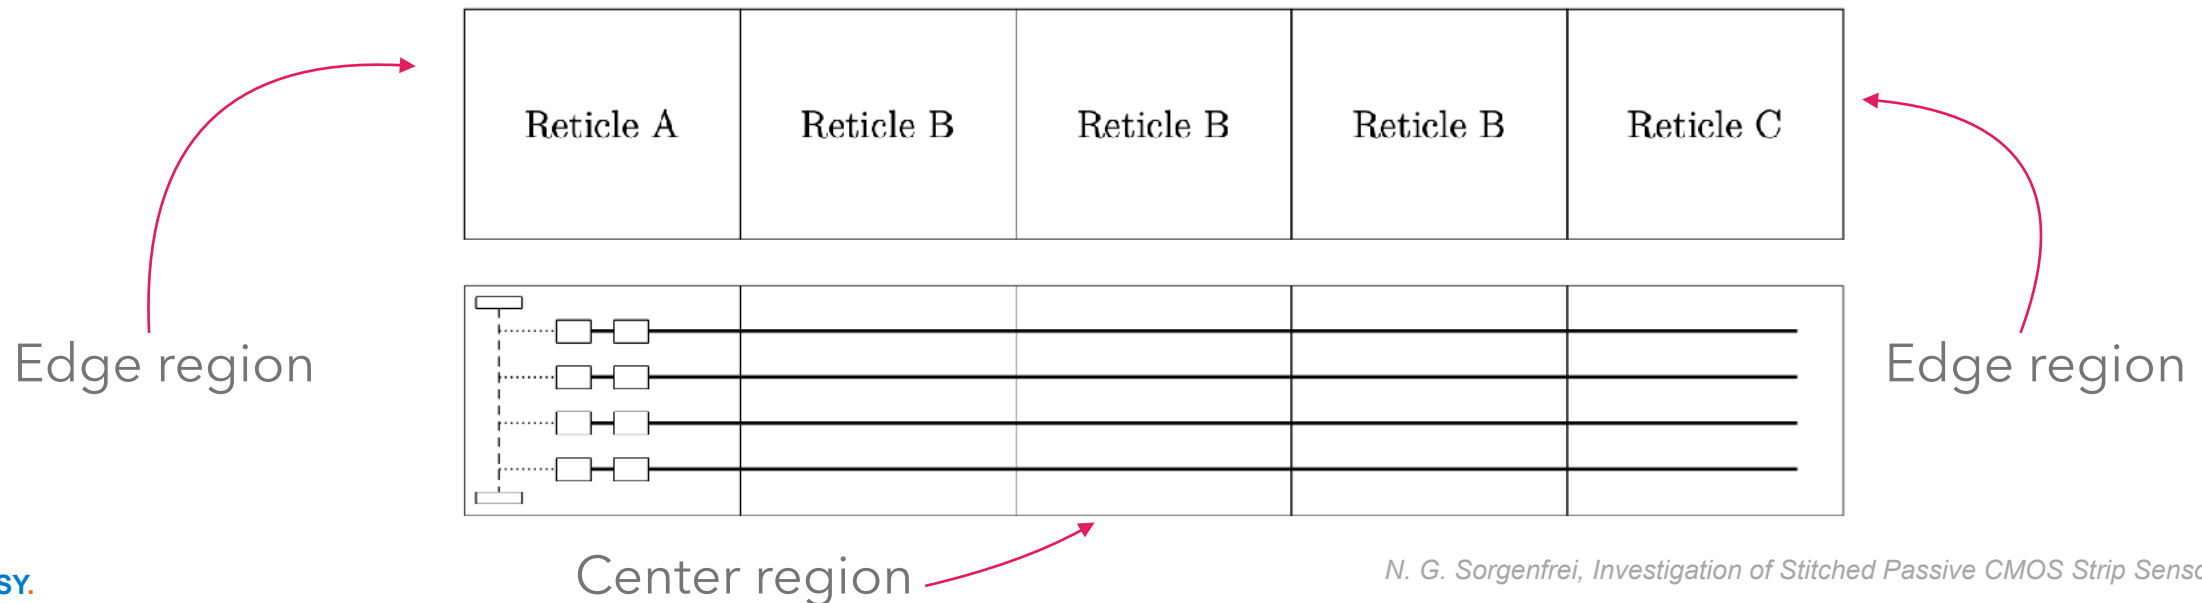 Reticle A Reticle B Reticle B Reticle B Reticle C
Edge region
Edge region
Center region
N. G. Sorgenfrei, Investigation of Stitched Passive CMOS Strip Senso
SY.